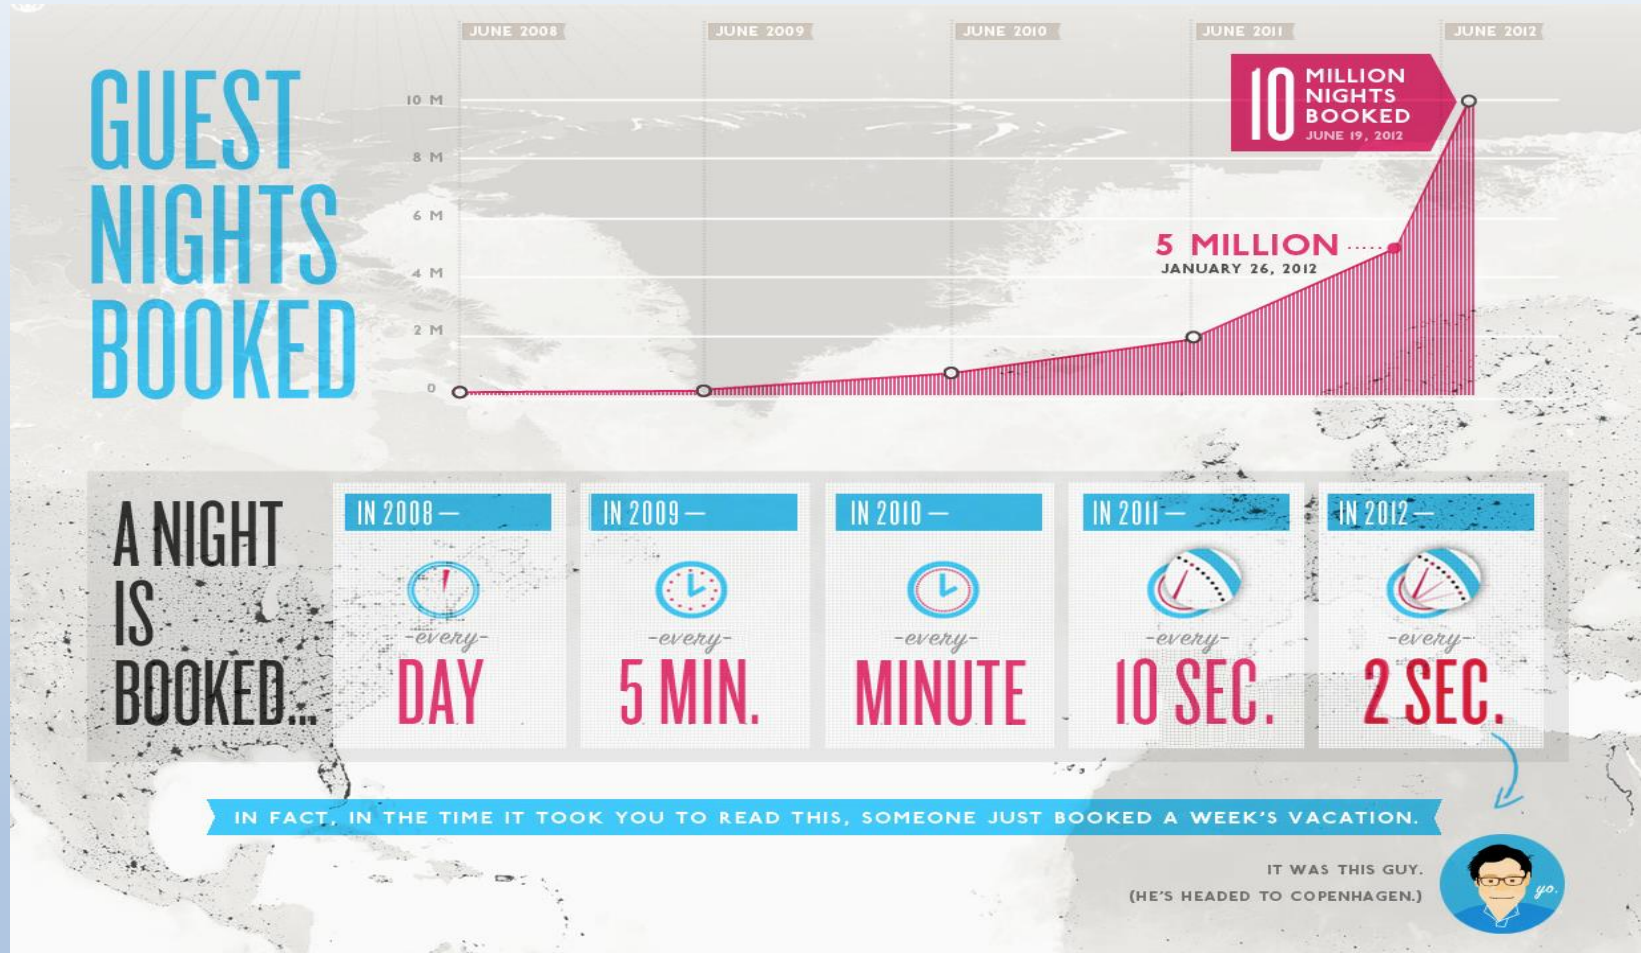 JUNE 2008
JUNE 2009
JUNE 2010
JUNE 2011
JUNE 2012
GUEST
NIGHTS
BOOKED
10 M
8 M
6 M
4 M
2 M
0
10 MILLION
NIGHTS
BOOKED
JUNE 19, 2012
5 MILLION
JANUARY 26, 2012
A NIGHT
IS
BOOKED...
IN 2008 —
-every-
DAY
IN 2009 —
-every-
5 MIN.
IN 2010 —
-every-
MINUTE
IN 2011 —
-every-
10 SEC.
IN 2012 —
-every-
2 SEC.
IN FACT, IN THE TIME IT TOOK YOU TO READ THIS, SOMEONE JUST BOOKED A WEEK'S VACATION.
IT WAS THIS GUY.
(HE'S HEADED TO COPENHAGEN.)
yo.